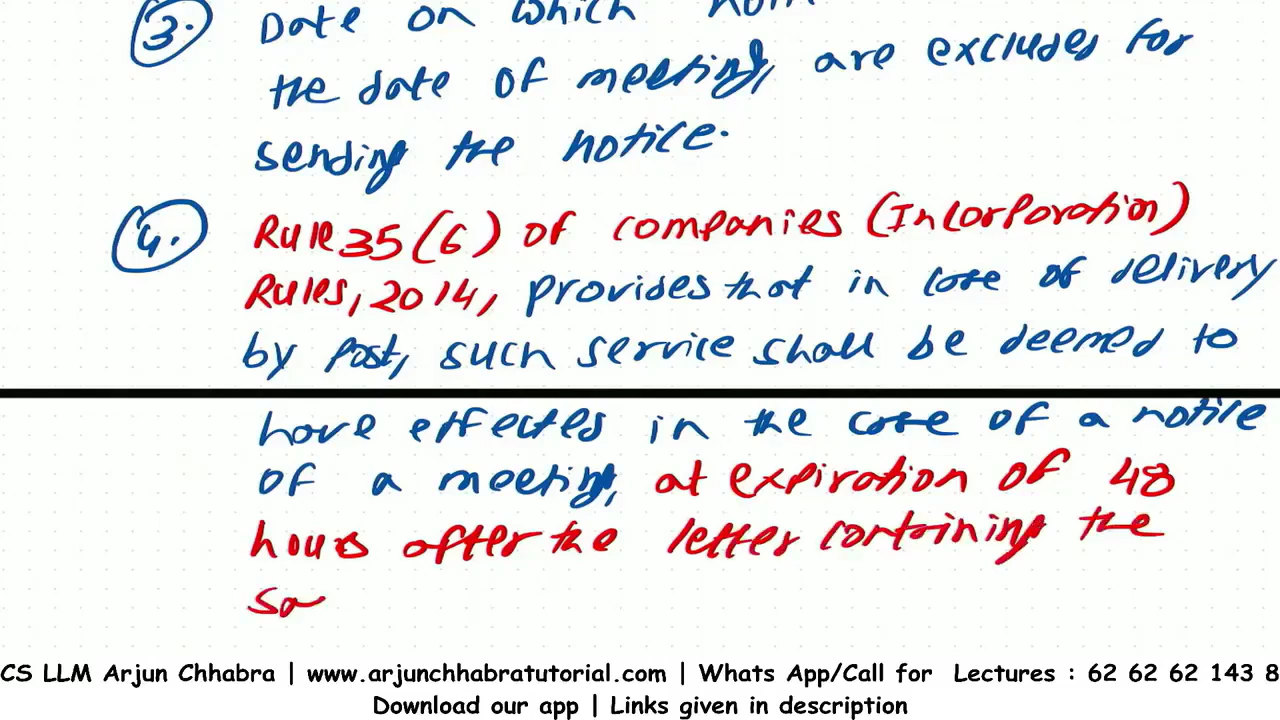 3. Date on which
the date of meeting, are excludes for
sending the notice.
4. Rule 35(6) of companies (Incorporation)
Rules, 2014, provides that in case of delivery
by Post, such service shall be deemed to
have effected in the case of a notice
of a meeting, at expiration of 48
hours after the letter containing the
sa
CS LLM Arjun Chhabra | www.arjunchhabratutorial.com | Whats App/Call for Lectures : 62 62 62 143 8
Download our app | Links given in description